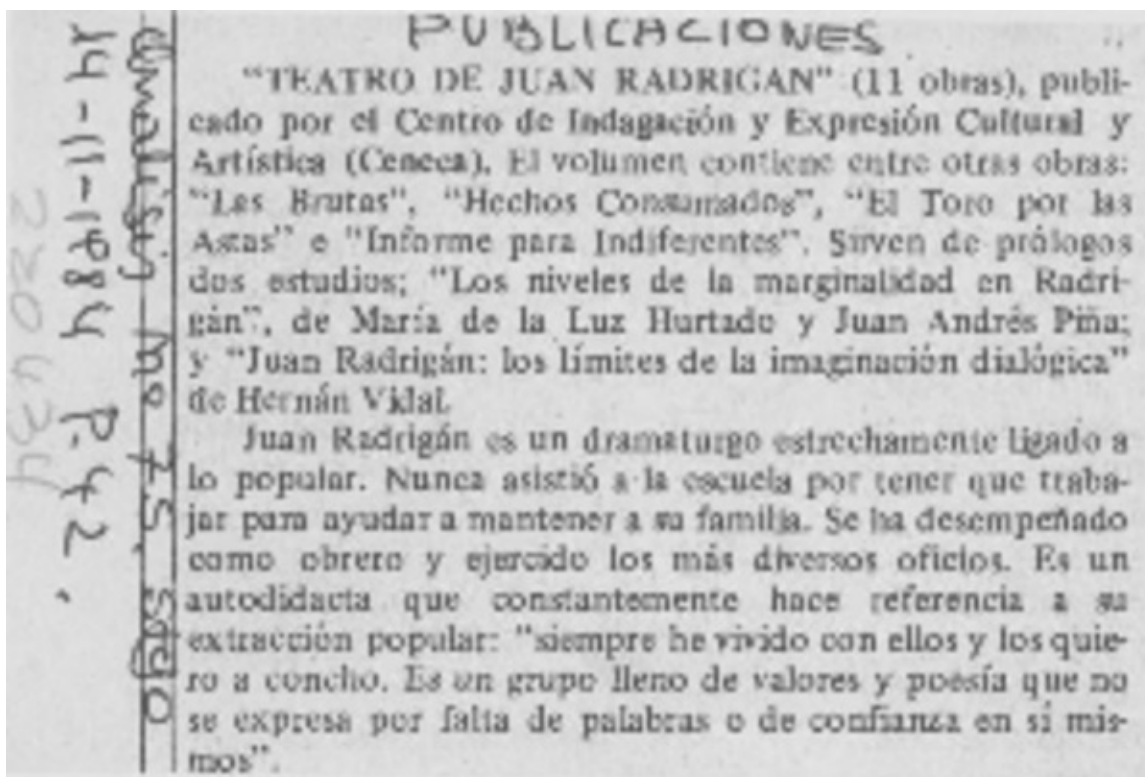 PUBLICACIONES
"TEATRO DE JUAN RADRIGAN" (11 obras), publi-
cado por el Centro de Indagación y Expresión Cultural y
Artística (Ceneca). El volumen contiene entre otras obras:
"Las Brutas", "Hechos Consumados", "El Toro por las
Astas" e "Informe para Indiferentes". Sirven de prólogos
dos estudios; "Los niveles de la marginalidad en Radri-
gán", de María de la Luz Hurtado y Juan Andrés Piña;
y "Juan Radrigán: los límites de la imaginación dialógica"
de Hernán Vidal.
Juan Radrigán es un dramaturgo estrechamente ligado a
lo popular. Nunca asistió a la escuela por tener que traba-
jar para ayudar a mantener a su familia. Se ha desempeñado
como obrero y ejercido los más diversos oficios. Es un
autodidacta que constantemente hace referencia a su
extracción popular: "siempre he vivido con ellos y los quie-
ro a concho. Es un grupo lleno de valores y poesía que no
se expresa por falta de palabras o de confianza en sí mis-
mos".
Nº 75. Stgo
14-11-1984 P. 42.